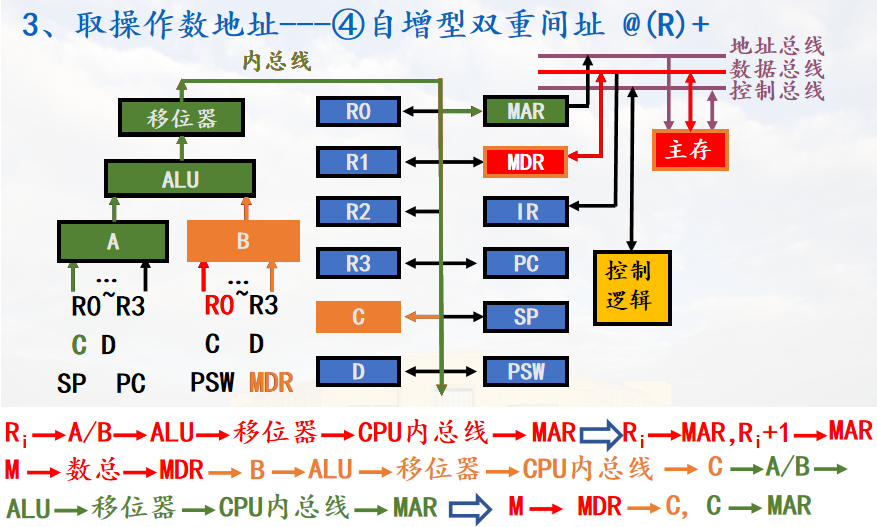 3、取操作数地址---④自增型双重间址 @(R)+
内总线
地址总线
数据总线
控制总线
移位器
R0
MAR
主存
ALU
R1
MDR
R2
IR
A
B
R3
PC
控制
逻辑
… …
R0~R3 R0~R3
C
SP
C D C D
D
PSW
SP PC PSW MDR
Ri→A/B→ALU→移位器→CPU内总线→MAR⇨Ri→MAR,Ri+1→MAR
M→数总→MDR→B→ALU→移位器→CPU内总线→C→A/B→
ALU→移位器→CPU内总线→MAR⇨M→MDR→C, C→MAR